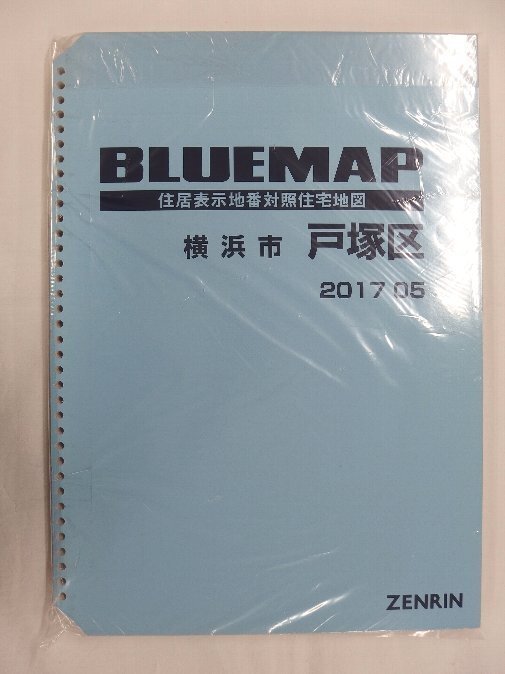 BLUEMAP
住居表示地番対照住宅地図
横浜市 戸塚区
2017 05
ZENRIN